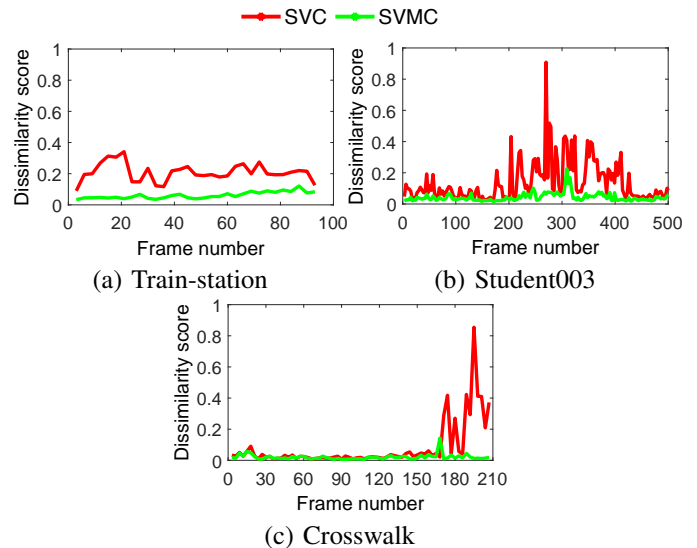 SVC SVMC
1
0.8
0.6
0.4
0.2
0
Dissimilarity score
0 20 40 60 80 100
Frame number
(a) Train-station
1
0.8
0.6
0.4
0.2
0
Dissimilarity score
0 100 200 300 400 500
Frame number
(b) Student003
1
0.8
0.6
0.4
0.2
0
Dissimilarity score
0 30 60 90 120 150 180 210
Frame number
(c) Crosswalk